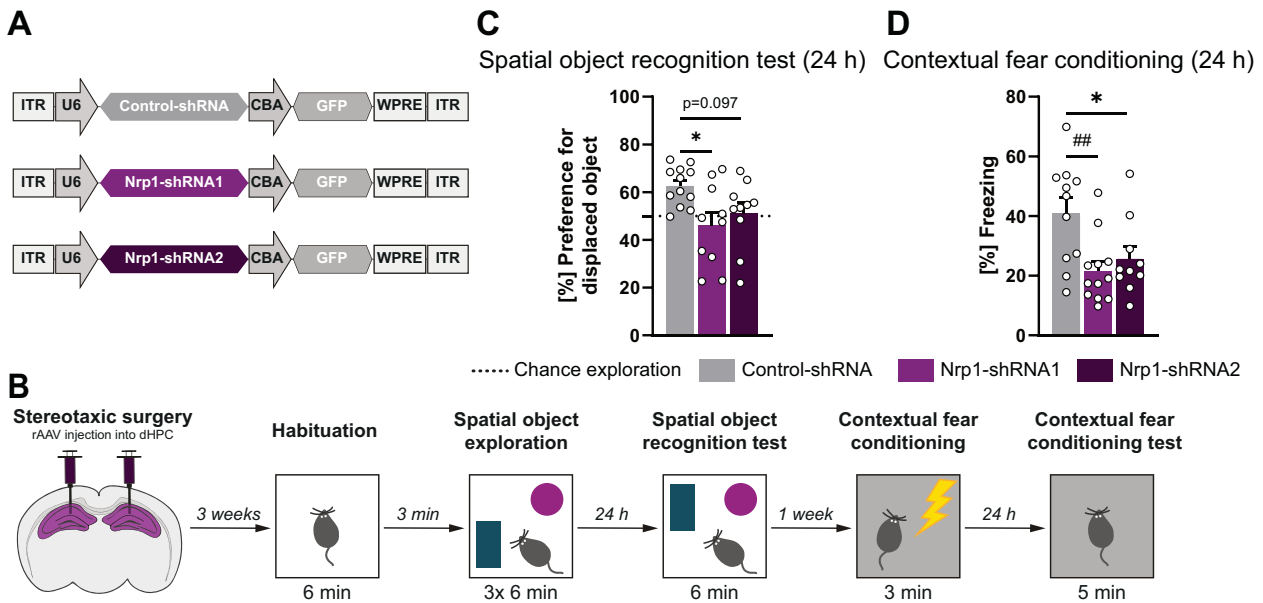 A
ITR U6 Control-shRNA CBA GFP WPRE ITR
ITR U6 Nrp1-shRNA1 CBA GFP WPRE ITR
ITR U6 Nrp1-shRNA2 CBA GFP WPRE ITR
C
Spatial object recognition test (24 h)
[%] Preference for
displaced object
100
80
60
40
20
0
p=0.097
*
D
Contextual fear conditioning (24 h)
[%] Freezing
80
60
40
20
0
*
##
Chance exploration Control-shRNA Nrp1-shRNA1 Nrp1-shRNA2
B
Stereotaxic surgery
rAAV injection into dHPC
3 weeks
Habituation
6 min
3 min
Spatial object
exploration
3x 6 min
24 h
Spatial object
recognition test
6 min
1 week
Contextual fear
conditioning
3 min
24 h
Contextual fear
conditioning test
5 min